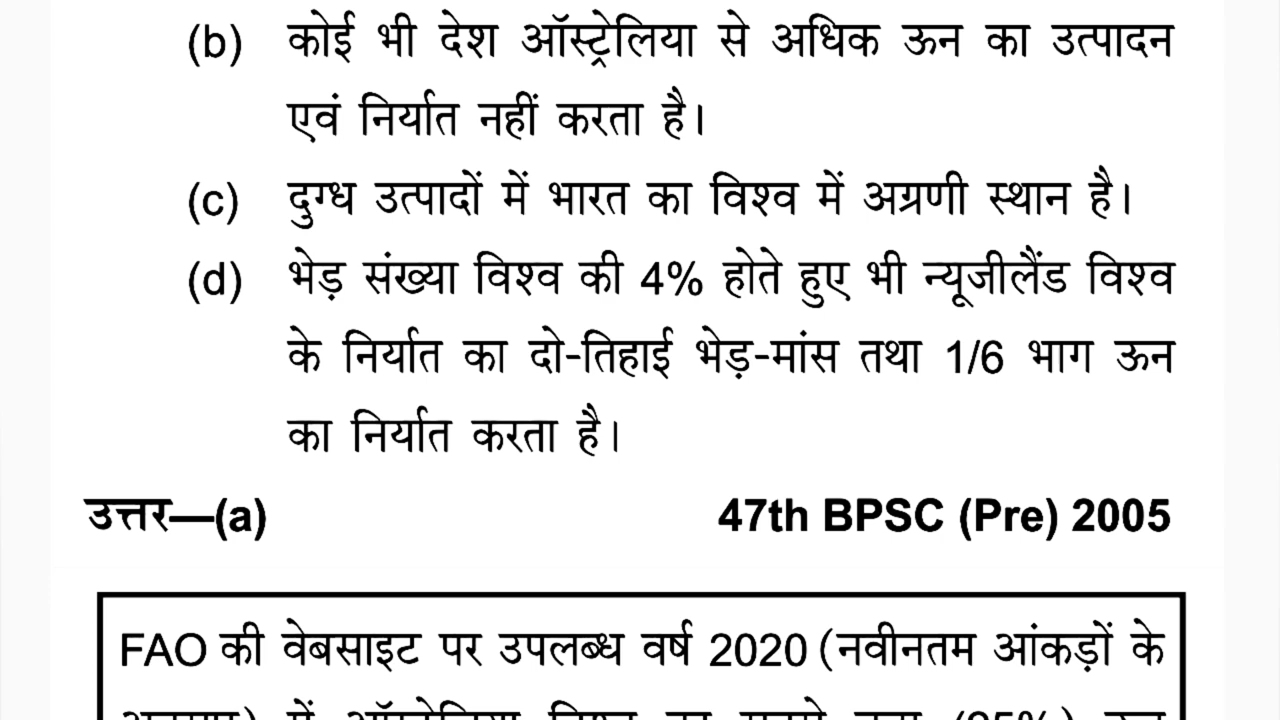 (b) कोई भी देश ऑस्ट्रेलिया से अधिक ऊन का उत्पादन
एवं निर्यात नहीं करता है।
(c) दुग्ध उत्पादों में भारत का विश्व में अग्रणी स्थान है।
(d) भेड़ संख्या विश्व की 4% होते हुए भी न्यूजीलैंड विश्व
के निर्यात का दो-तिहाई भेड़-मांस तथा 1/6 भाग ऊन
का निर्यात करता है।
उत्तर—(a) 47th BPSC (Pre) 2005
FAO की वेबसाइट पर उपलब्ध वर्ष 2020 (नवीनतम आंकड़ों के